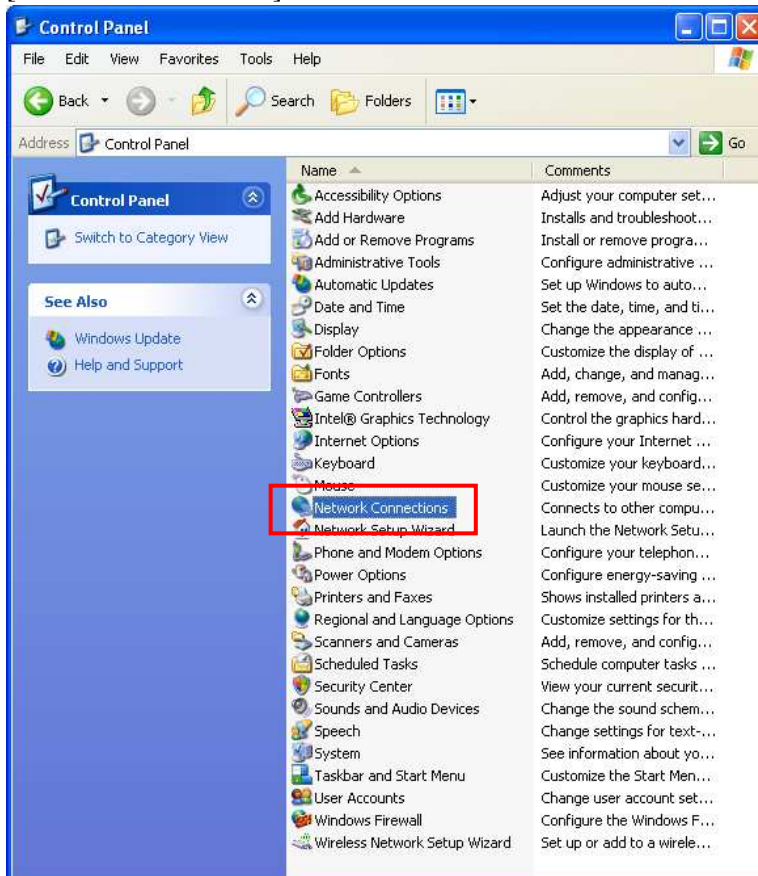 Control Panel
File Edit View Favorites Tools Help
Back Search Folders
Address Control Panel Go
Control Panel
Switch to Category View
See Also
Windows Update
Help and Support
Name Comments
Accessibility Options Adjust your computer set...
Add Hardware Installs and troubleshoot...
Add or Remove Programs Install or remove progra...
Administrative Tools Configure administrative ...
Automatic Updates Set up Windows to auto...
Date and Time Set the date, time, and ti...
Display Change the appearance ...
Folder Options Customize the display of ...
Fonts Add, change, and manag...
Game Controllers Add, remove, and config...
Intel® Graphics Technology Control the graphics hard...
Internet Options Configure your Internet ...
Keyboard Customize your keyboard...
Mouse Customize your mouse se...
Network Connections Connects to other compu...
Network Setup Wizard Launch the Network Setu...
Phone and Modem Options Configure your telephon...
Power Options Configure energy-saving ...
Printers and Faxes Shows installed printers a...
Regional and Language Options Customize settings for th...
Scanners and Cameras Add, remove, and config...
Scheduled Tasks Schedule computer tasks ...
Security Center View your current securit...
Sounds and Audio Devices Change the sound schem...
Speech Change settings for text-...
System See information about yo...
Taskbar and Start Menu Customize the Start Men...
User Accounts Change user account set...
Windows Firewall Configure the Windows F...
Wireless Network Setup Wizard Set up or add to a wirele...